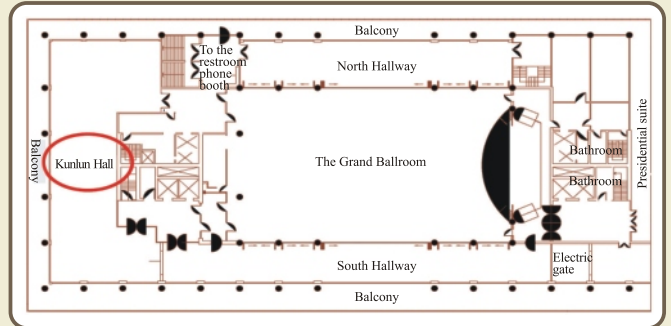 Balcony
To the
restroom
phone
booth
North Hallway
Balcony
Kunlun Hall
The Grand Ballroom
Bathroom
Bathroom
Presidential suite
South Hallway
Electric
gate
Balcony